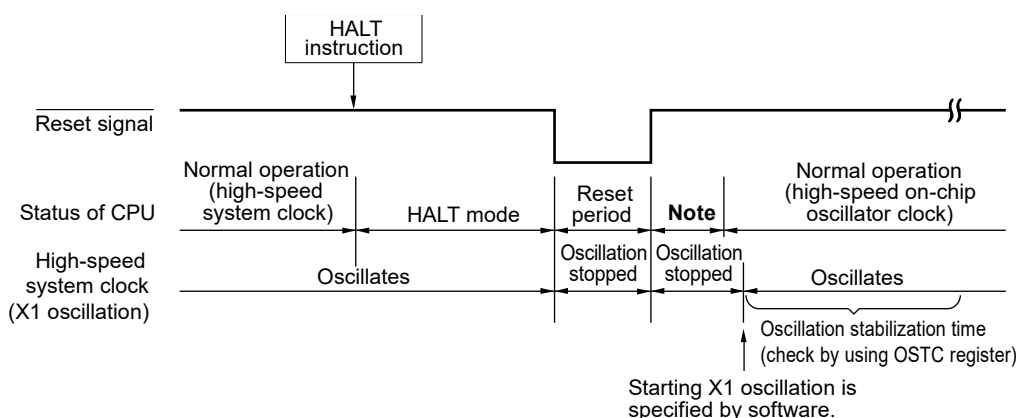 HALT
instruction
Reset signal
Normal operation
(high-speed
system clock)
Normal operation
(high-speed on-chip
oscillator clock)
Status of CPU
HALT mode
Reset
period
Note
High-speed
system clock
(X1 oscillation)
Oscillates
Oscillation
stopped
Oscillation
stopped
Oscillates
Oscillation stabilization time
(check by using OSTC register)
Starting X1 oscillation is
specified by software.